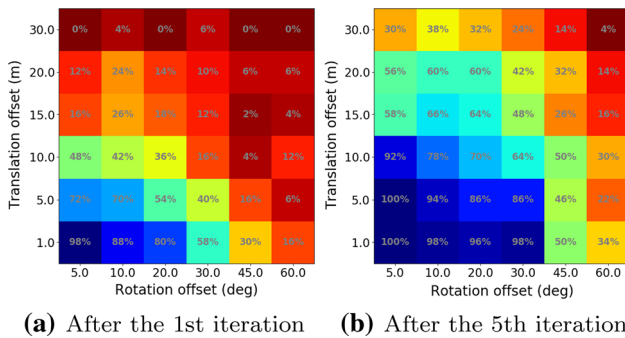 Translation offset (m)
30.0 0% 4% 0% 6% 0% 0%
20.0 12% 24% 14% 10% 6% 6%
15.0 16% 26% 12% 2% 4%
10.0 48% 42% 36% 16% 4% 12%
5.0 72% 54% 40% 6%
1.0 98% 88% 80% 58% 30% 16%
5.0 10.0 20.0 30.0 45.0 60.0
Rotation offset (deg)
(a) After the 1st iteration
Translation offset (m)
30.0 30% 38% 32% 24% 14% 4%
20.0 56% 60% 60% 42% 32% 14%
15.0 58% 66% 64% 48% 26% 16%
10.0 92% 78% 70% 64% 50% 30%
5.0 100% 94% 86% 86% 46%
1.0 100% 98% 96% 98% 50% 34%
5.0 10.0 20.0 30.0 45.0 60.0
Rotation offset (deg)
(b) After the 5th iteration